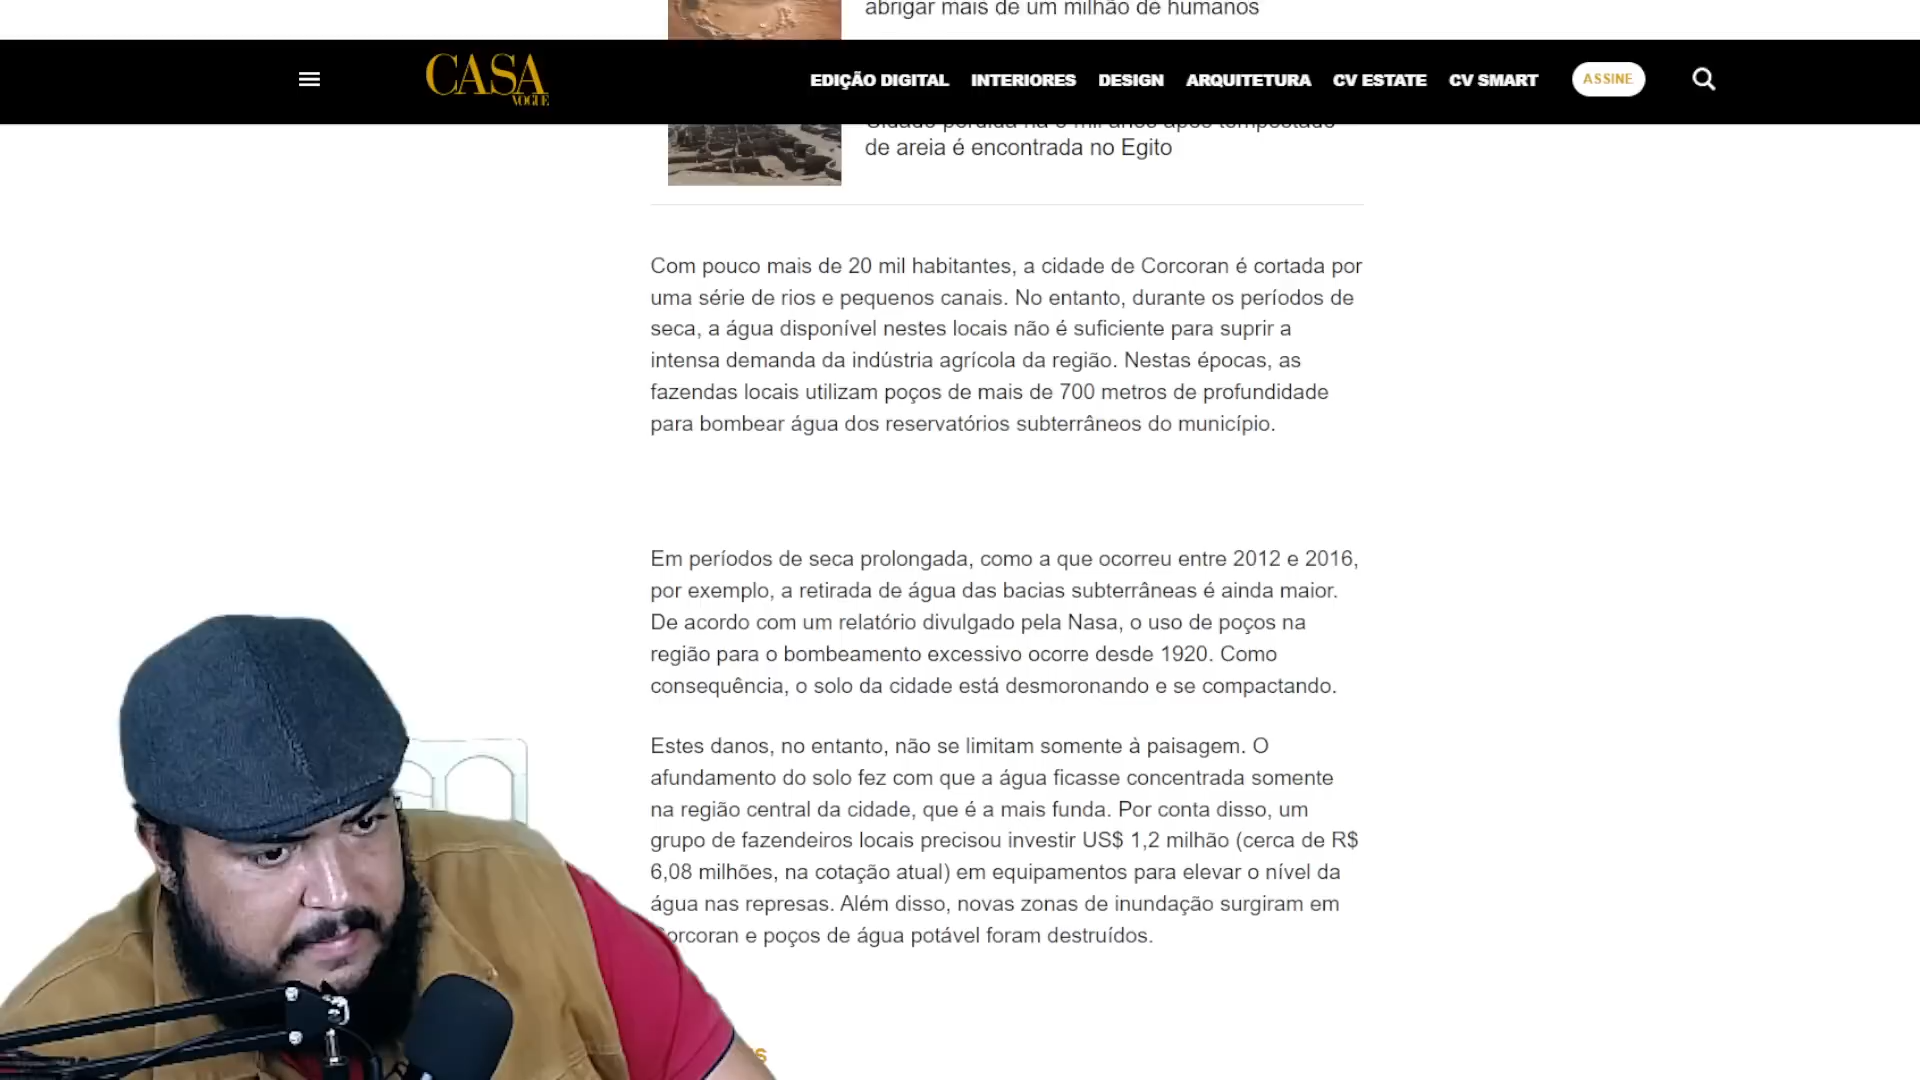 abrigar mais de um milhão de humanos
CASA
VOGUE
EDIÇÃO DIGITAL INTERIORES DESIGN ARQUITETURA CV ESTATE CV SMART ASSINE
Cidade perdida há 3 mil anos após tempestade
de areia é encontrada no Egito
Com pouco mais de 20 mil habitantes, a cidade de Corcoran é cortada por
uma série de rios e pequenos canais. No entanto, durante os períodos de
seca, a água disponível nestes locais não é suficiente para suprir a
intensa demanda da indústria agrícola da região. Nestas épocas, as
fazendas locais utilizam poços de mais de 700 metros de profundidade
para bombear água dos reservatórios subterrâneos do município.
Em períodos de seca prolongada, como a que ocorreu entre 2012 e 2016,
por exemplo, a retirada de água das bacias subterrâneas é ainda maior.
De acordo com um relatório divulgado pela Nasa, o uso de poços na
região para o bombeamento excessivo ocorre desde 1920. Como
consequência, o solo da cidade está desmoronando e se compactando.
Estes danos, no entanto, não se limitam somente à paisagem. O
afundamento do solo fez com que a água ficasse concentrada somente
na região central da cidade, que é a mais funda. Por conta disso, um
grupo de fazendeiros locais precisou investir US$ 1,2 milhão (cerca de R$
6,08 milhões, na cotação atual) em equipamentos para elevar o nível da
água nas represas. Além disso, novas zonas de inundação surgiram em
Corcoran e poços de água potável foram destruídos.